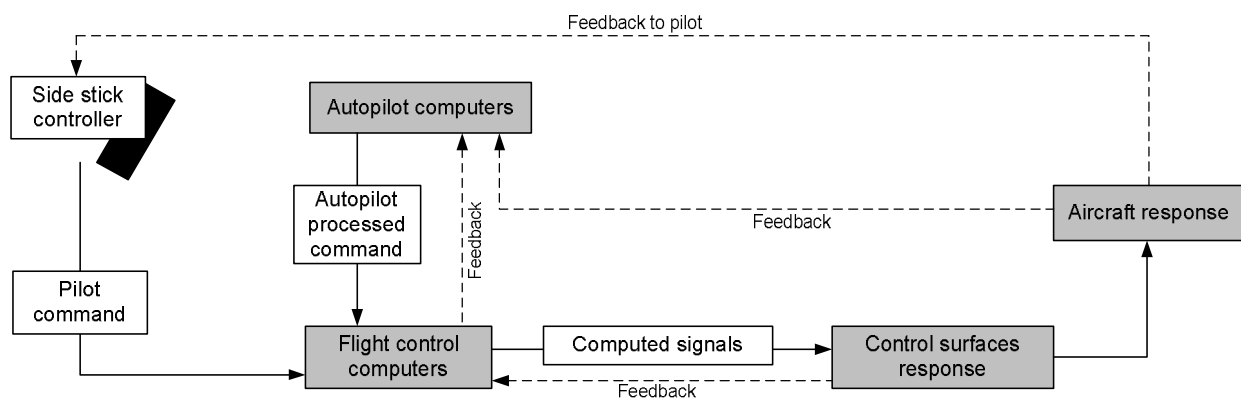 Feedback to pilot
Side stick
controller
Autopilot computers
Autopilot
processed
command
Feedback
Feedback
Aircraft response
Pilot
command
Flight control
computers
Computed signals
Control surfaces
response
Feedback